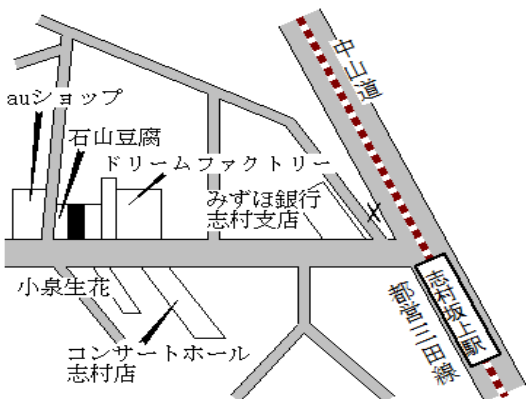 中山道
auショップ
石山豆腐
ドリームファクトリー
みずほ銀行
志村支店
小泉生花
志村坂上駅
都営三田線
コンサートホール
志村店